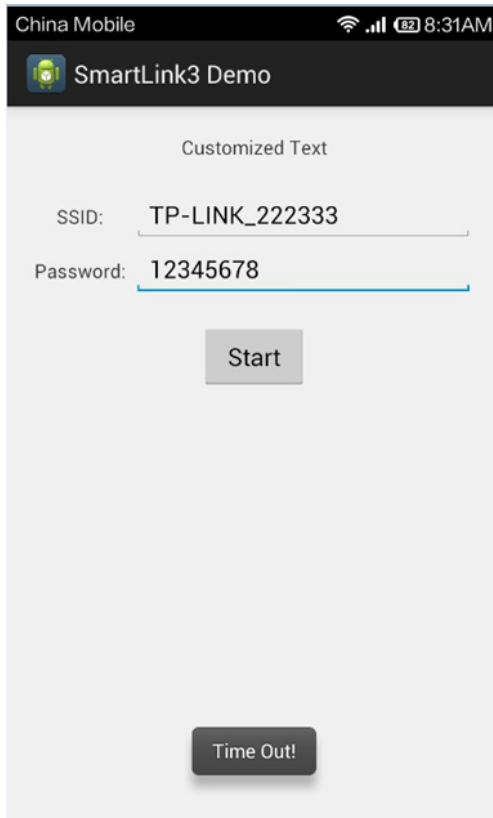 China Mobile 82 8:31AM
SmartLink3 Demo
Customized Text
SSID: TP-LINK_222333
Password: 12345678
Start
Time Out!